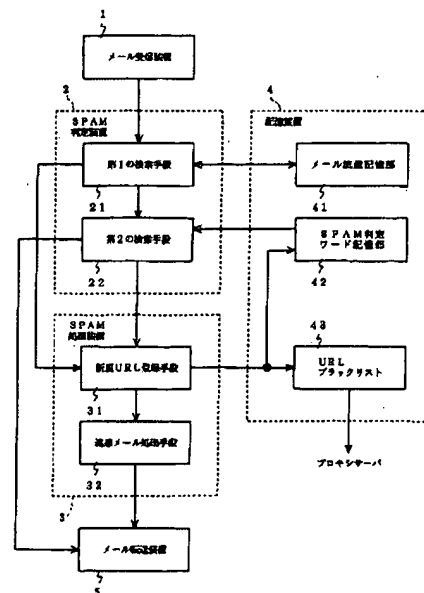 1
メール受信装置
2
SPAM
判定装置
第1の検索手段
21
第2の検索手段
22
4
記憶装置
メール流量記憶部
41
SPAM判定
ワード記憶部
42
43
URL
ブラックリスト
プロキシサーバ
SPAM
処理装置
新規URL登録手段
31
迷惑メール処理手段
32
3
メール転送装置
5